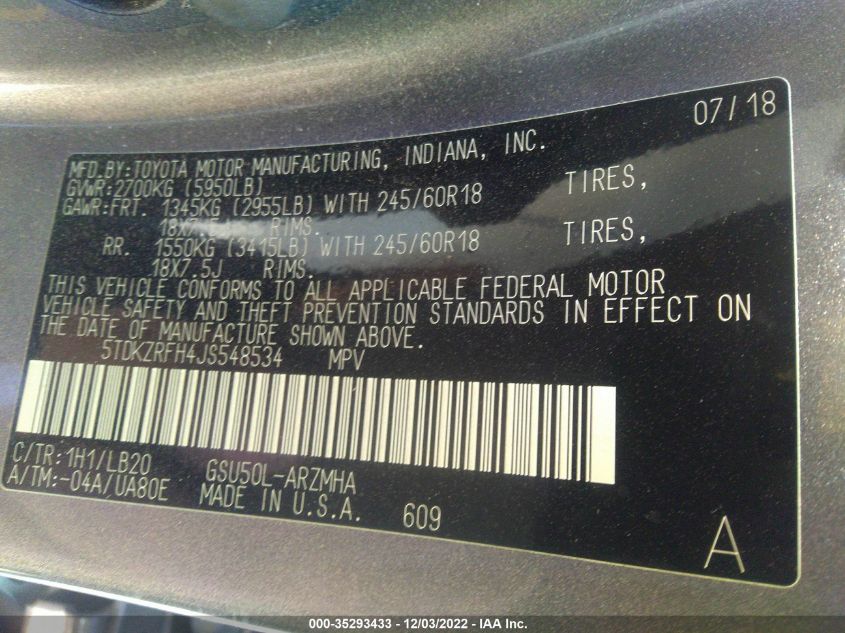 07/18
MFD.BY:TOYOTA MOTOR MANUFACTURING, INDIANA, INC.
GVWR:2700KG (5950LB)
GAWR:FRT. 1345KG (2955LB) WITH 245/60R18 TIRES,
18X7.5J RIMS.
RR. 1550KG (3415LB) WITH 245/60R18 TIRES,
18X7.5J RIMS.
THIS VEHICLE CONFORMS TO ALL APPLICABLE FEDERAL MOTOR
VEHICLE SAFETY AND THEFT PREVENTION STANDARDS IN EFFECT ON
THE DATE OF MANUFACTURE SHOWN ABOVE.
5TDKZRFH4JS548534 MPV
C/TR:1H1/LB20 GSU50L-ARZMHA
A/TM:-04A/UA80E MADE IN U.S.A. 609
A
000-35293433 - 12/03/2022 - IAA Inc.